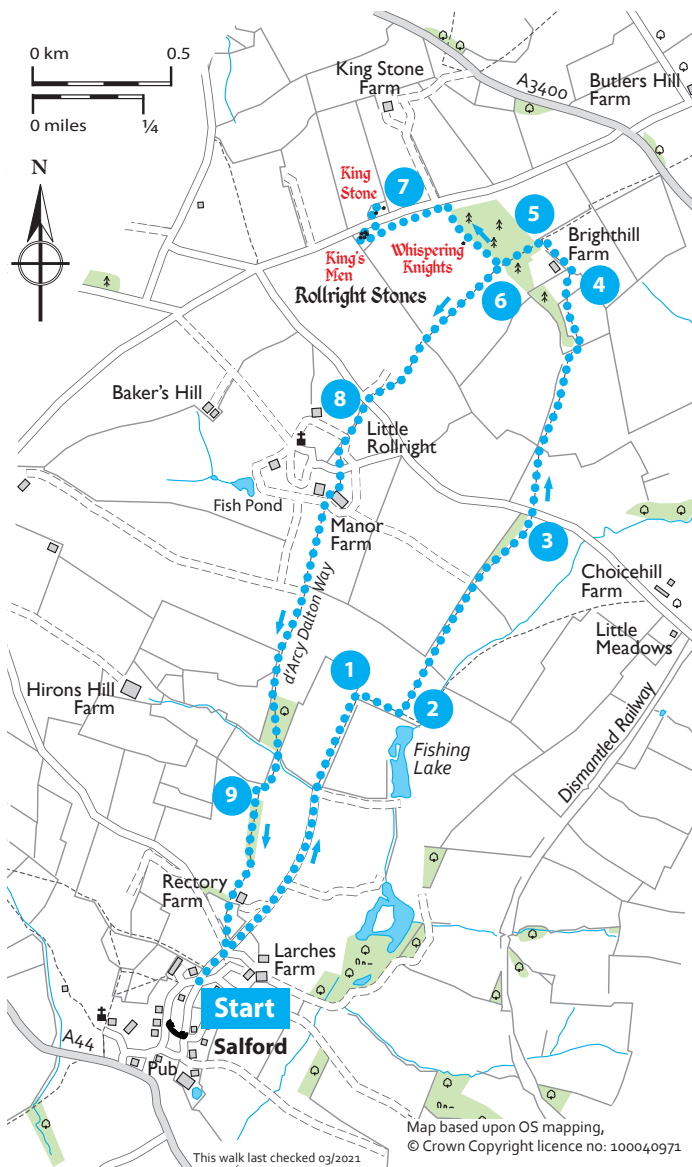 0 km 0.5
0 miles ¼
N
King Stone
Farm
A3400
Butlers Hill
Farm
King
Stone
7
5
Brighthill
Farm
King's
Men
Whispering
Knights
Rollright Stones
6
4
Baker's Hill
8
Little
Rollright
Fish Pond
Manor
Farm
3
Choicehill
Farm
Little
Meadows
d'Arcy Dalton Way
1
2
Hirons Hill
Farm
Fishing
Lake
Dismantled Railway
9
Rectory
Farm
Larches
Farm
Start
Salford
A44
Pub
Map based upon OS mapping,
© Crown Copyright licence no: 100040971
This walk last checked 03/2021